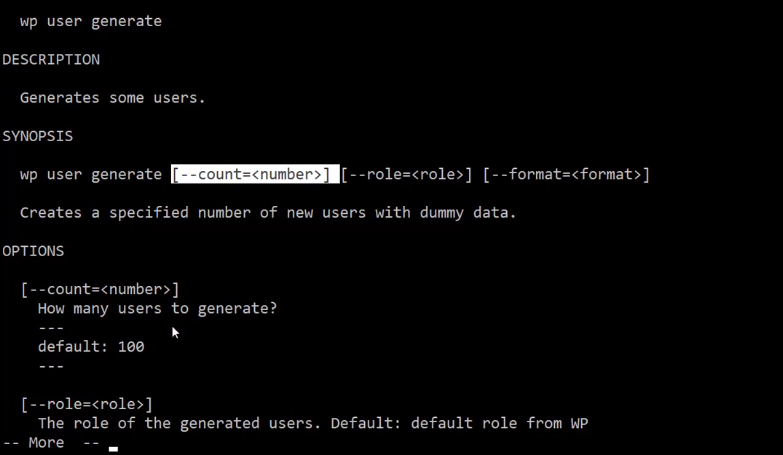 wp user generate
DESCRIPTION
Generates some users.
SYNOPSIS
wp user generate [--count=<number>] [--role=<role>] [--format=<format>]
Creates a specified number of new users with dummy data.
OPTIONS
[--count=<number>]
How many users to generate?
---
default: 100
---
[--role=<role>]
The role of the generated users. Default: default role from WP
-- More  --